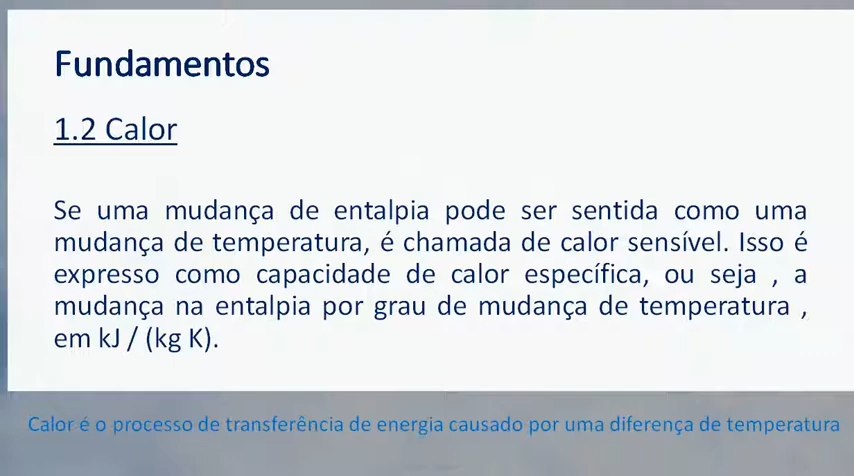 Fundamentos
1.2 Calor
Se uma mudança de entalpia pode ser sentida como uma
mudança de temperatura, é chamada de calor sensível. Isso é
expresso como capacidade de calor específica, ou seja , a
mudança na entalpia por grau de mudança de temperatura ,
em kJ / (kg K).
Calor é o processo de transferência de energia causado por uma diferença de temperatura